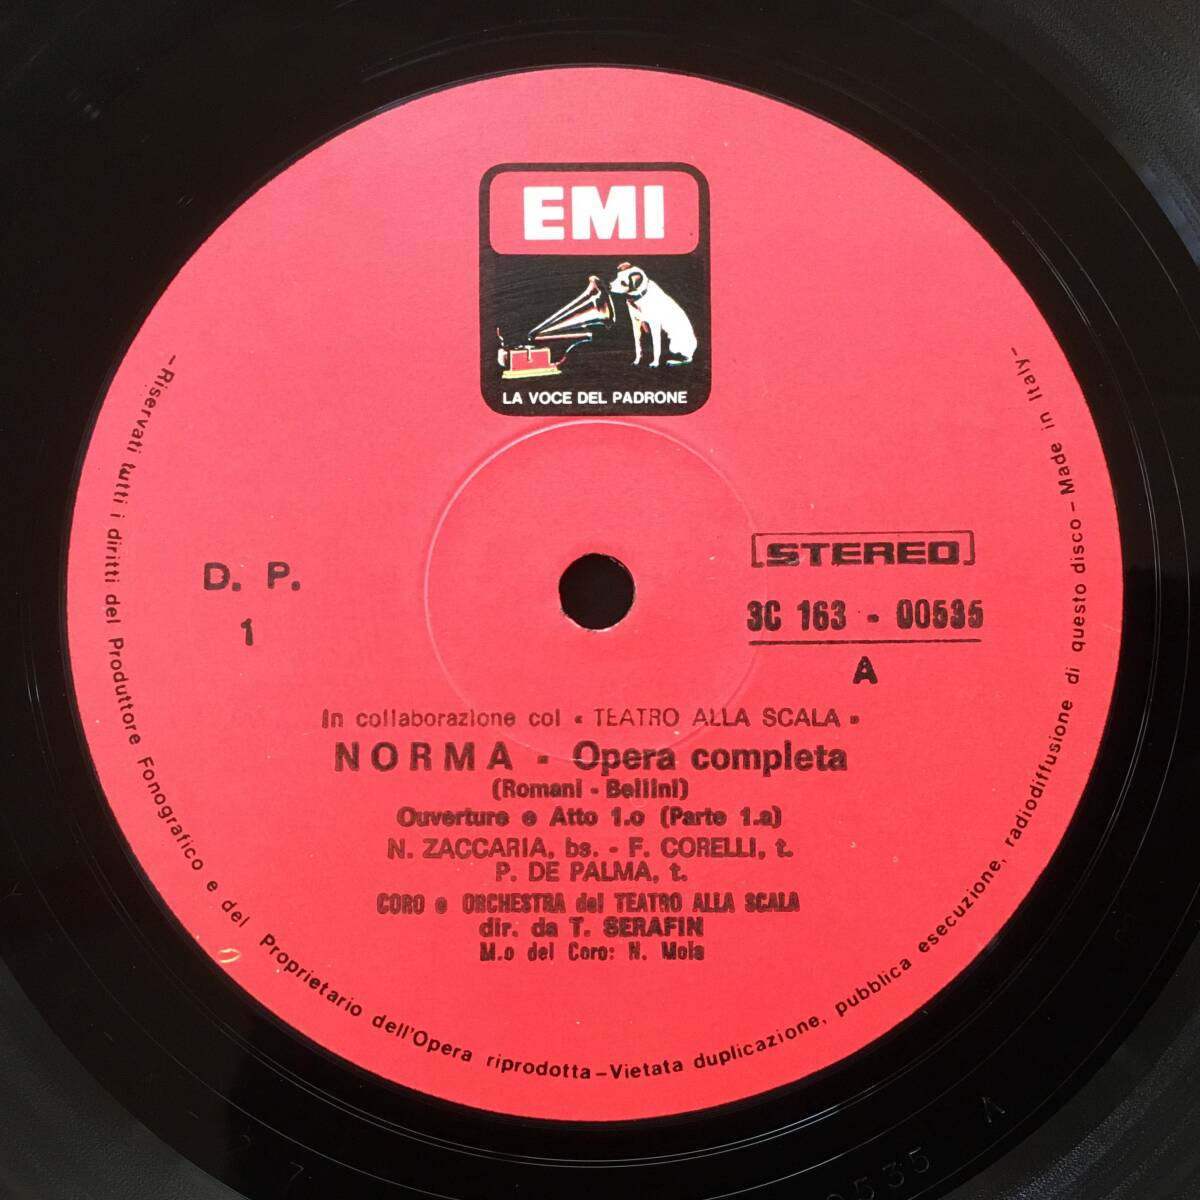 EMI
LA VOCE DEL PADRONE
STEREO
D. P.
1
3C 163 - 00535
A
In collaborazione col « TEATRO ALLA SCALA »
NORMA - Opera completa
(Romani - Bellini)
Ouverture e Atto 1.o (Parte 1.a)
N. ZACCARIA, bs. - F. CORELLI, t.
P. DE PALMA, t.
CORO e ORCHESTRA del TEATRO ALLA SCALA
dir. da T. SERAFIN
M.o del Coro: N. Mola
-Riservati tutti i diritti del Produttore Fonografico e del Proprietario dell'Opera riprodotta-Vietata duplicazione, pubblica esecuzione, radiodiffusione di questo disco-Made in Italy-